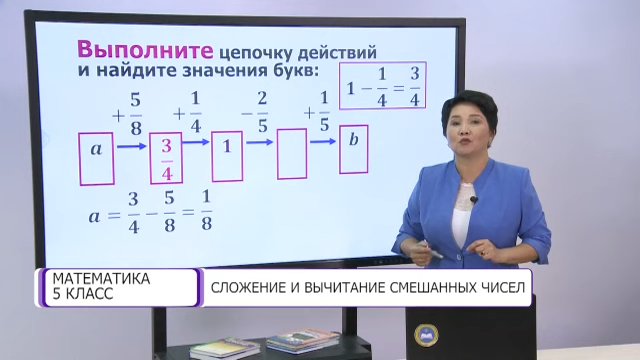 Выполните цепочку действий
и найдите значения букв:
1 − 1/4 = 3/4
+ 5/8 + 1/4 − 2/5 + 1/5
a 3/4 1 b
a = 3/4 − 5/8 = 1/8
МАТЕМАТИКА
5 КЛАСС
СЛОЖЕНИЕ И ВЫЧИТАНИЕ СМЕШАННЫХ ЧИСЕЛ